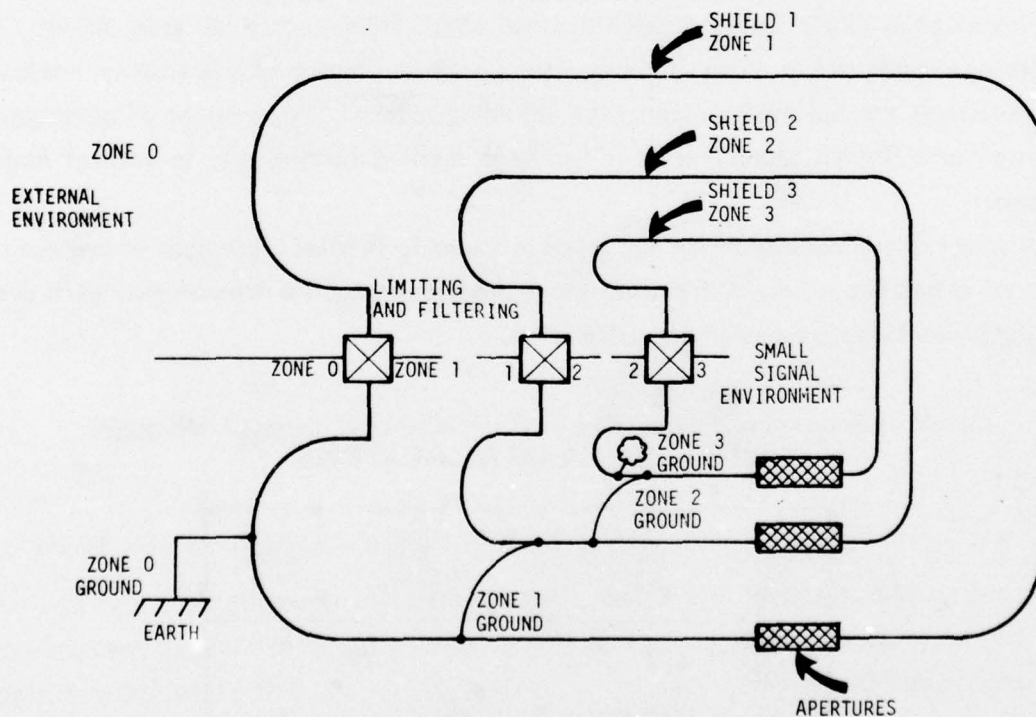 SHIELD 1
ZONE 1
SHIELD 2
ZONE 2
SHIELD 3
ZONE 3
ZONE 0
EXTERNAL
ENVIRONMENT
LIMITING
AND FILTERING
ZONE 0
ZONE 1
1
2
2
3
SMALL
SIGNAL
ENVIRONMENT
ZONE 3
GROUND
ZONE 2
GROUND
ZONE 0
GROUND
EARTH
ZONE 1
GROUND
APERTURES